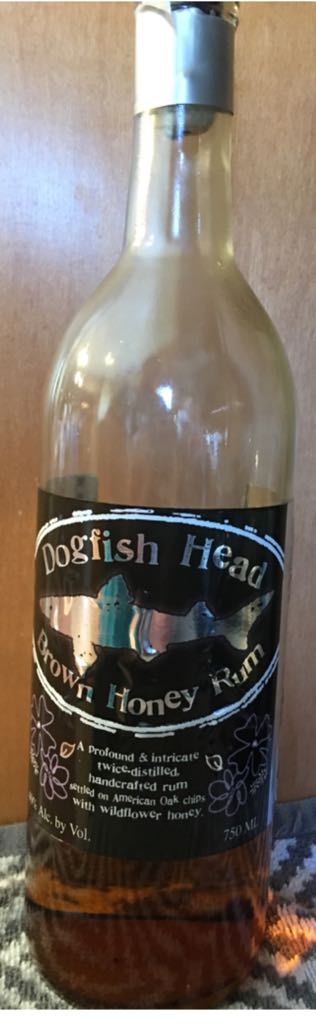 Dogfish Head
Brown Honey Rum
A profound & intricate
twice-distilled,
handcrafted rum
settled on American Oak chips
with wildflower honey.
Alc. by Vol.
750 ML